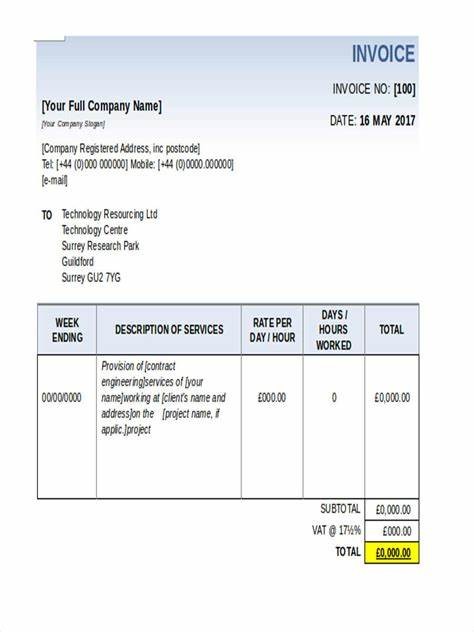 INVOICE
INVOICE NO: [100]
[Your Full Company Name]
[Your Company Slogan]
DATE: 16 MAY 2017
[Company Registered Address, inc postcode]
Tel: [+44 (0)000 000000] Mobile: [+44 (0)0000.000000]
[e-mail]
TO Technology Resourcing Ltd
Technology Centre
Surrey Research Park
Guildford
Surrey GU2 7YG
WEEK ENDING DESCRIPTION OF SERVICES RATE PER DAY / HOUR DAYS / HOURS WORKED TOTAL
Provision of [contract
engineering]services of [your
00/00/0000 name]working at [client's name and £000.00 0 £0,000.00
address]on the [project name, if
applic.]project
SUBTOTAL £0,000.00
VAT @ 17½% £000.00
TOTAL £0,000.00